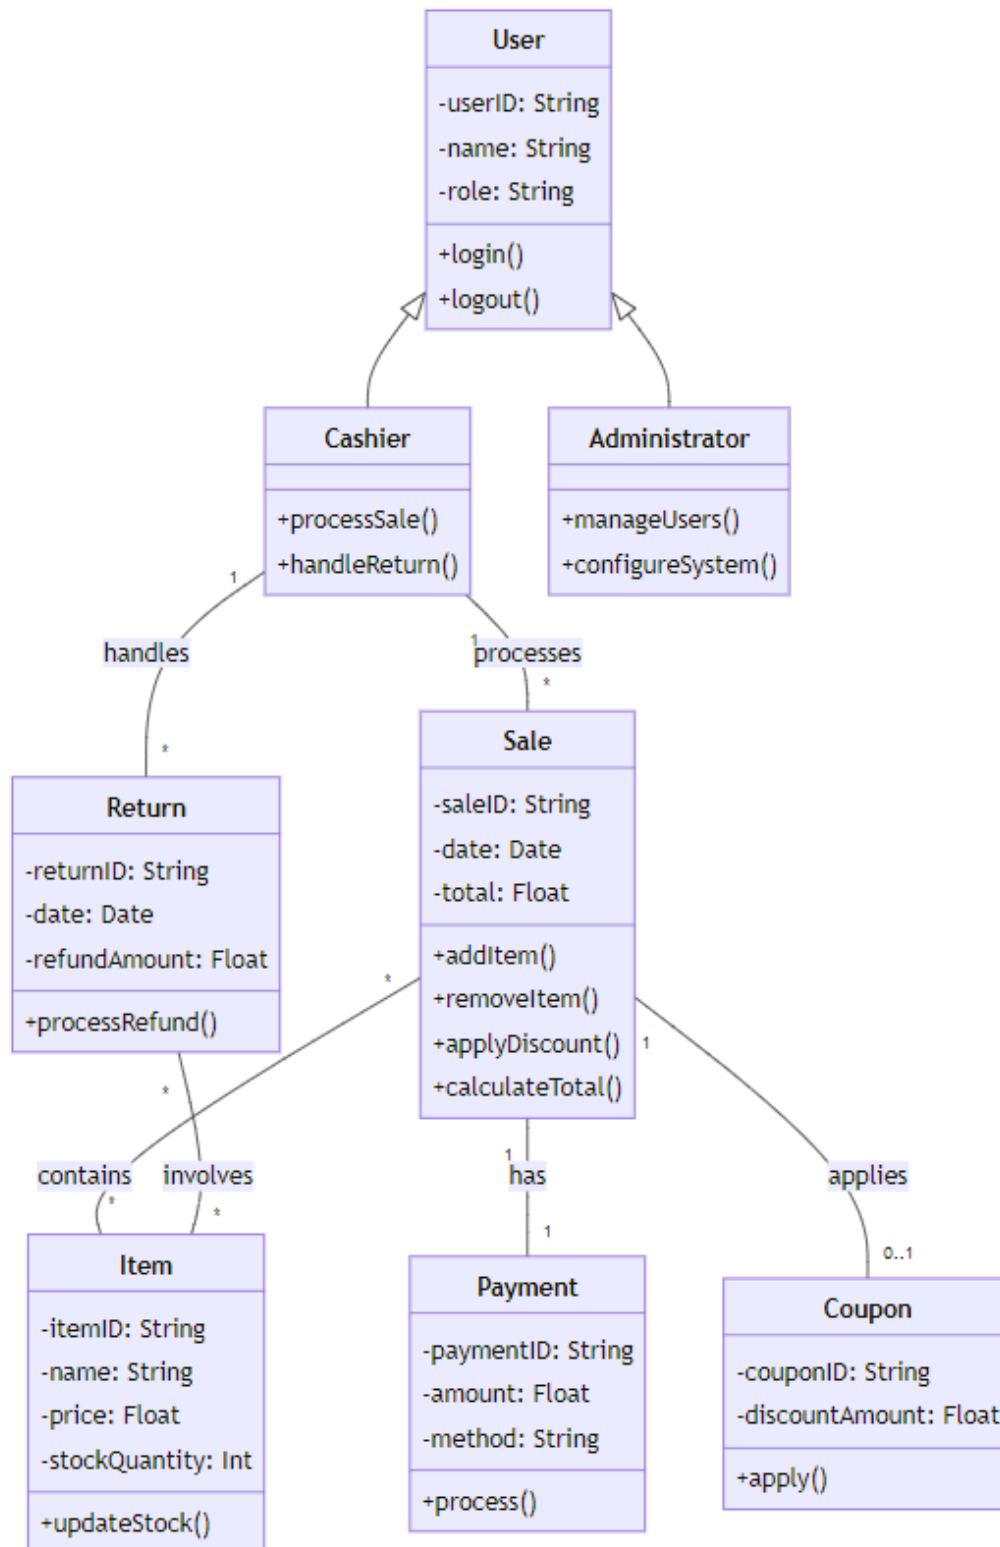 User
-userID: String
-name: String
-role: String
+login()
+logout()
Cashier
+processSale()
+handleReturn()
Administrator
+manageUsers()
+configureSystem()
1
handles
*
1
processes
*
Return
-returnID: String
-date: Date
-refundAmount: Float
+processRefund()
Sale
-saleID: String
-date: Date
-total: Float
+addItem()
+removeItem()
+applyDiscount()
+calculateTotal()
*
contains
*
*
involves
*
1
has
1
1
applies
0..1
Item
-itemID: String
-name: String
-price: Float
-stockQuantity: Int
+updateStock()
Payment
-paymentID: String
-amount: Float
-method: String
+process()
Coupon
-couponID: String
-discountAmount: Float
+apply()